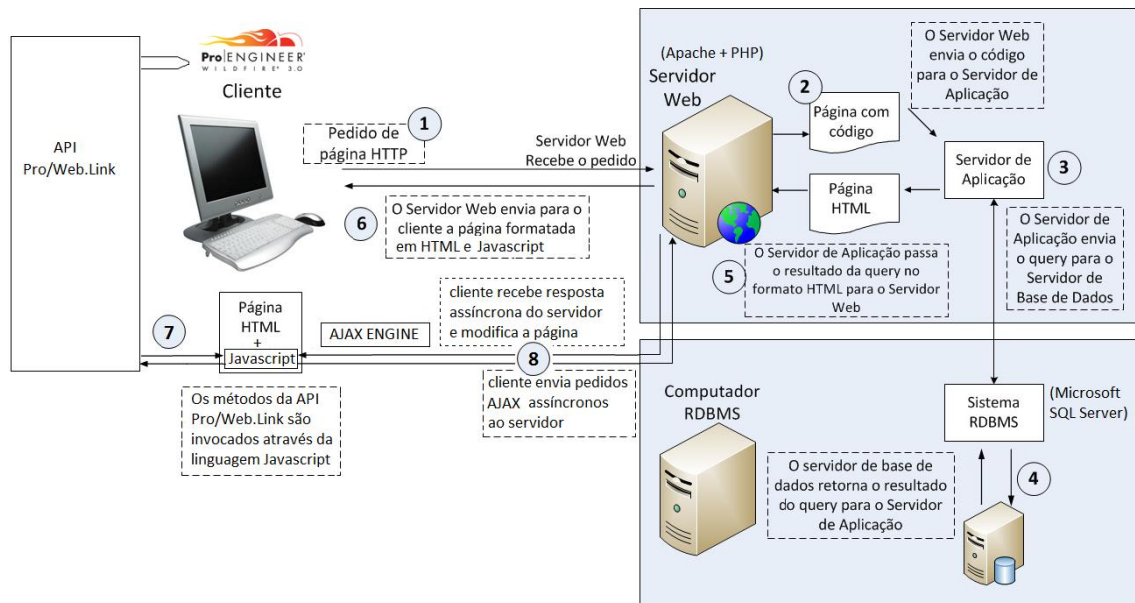 API
Pro/Web.Link
Pro ENGINEER
WILDFIRE 3.0
Cliente
1
Pedido de
página HTTP
Servidor Web
Recebe o pedido
6
O Servidor Web envia para o
cliente a página formatada
em HTML e Javascript
(Apache + PHP)
Servidor
Web
2
Página com
código
O Servidor Web
envia o código
para o Servidor de
Aplicação
Servidor de
Aplicação
3
Página
HTML
O Servidor de
Aplicação envia
o query para o
Servidor de
Base de Dados
5
O Servidor de Aplicação passa
o resultado da query no
formato HTML para o Servidor
Web
7
Página
HTML
+
Javascript
AJAX ENGINE
cliente recebe resposta
assíncrona do servidor
e modifica a página
8
cliente envia pedidos
AJAX assíncronos
ao servidor
Os métodos da API
Pro/Web.Link são
invocados através da
linguagem Javascript
Computador
RDBMS
Sistema
RDBMS
(Microsoft
SQL Server)
O servidor de base de
dados retorna o resultado
do query para o Servidor
de Aplicação
4